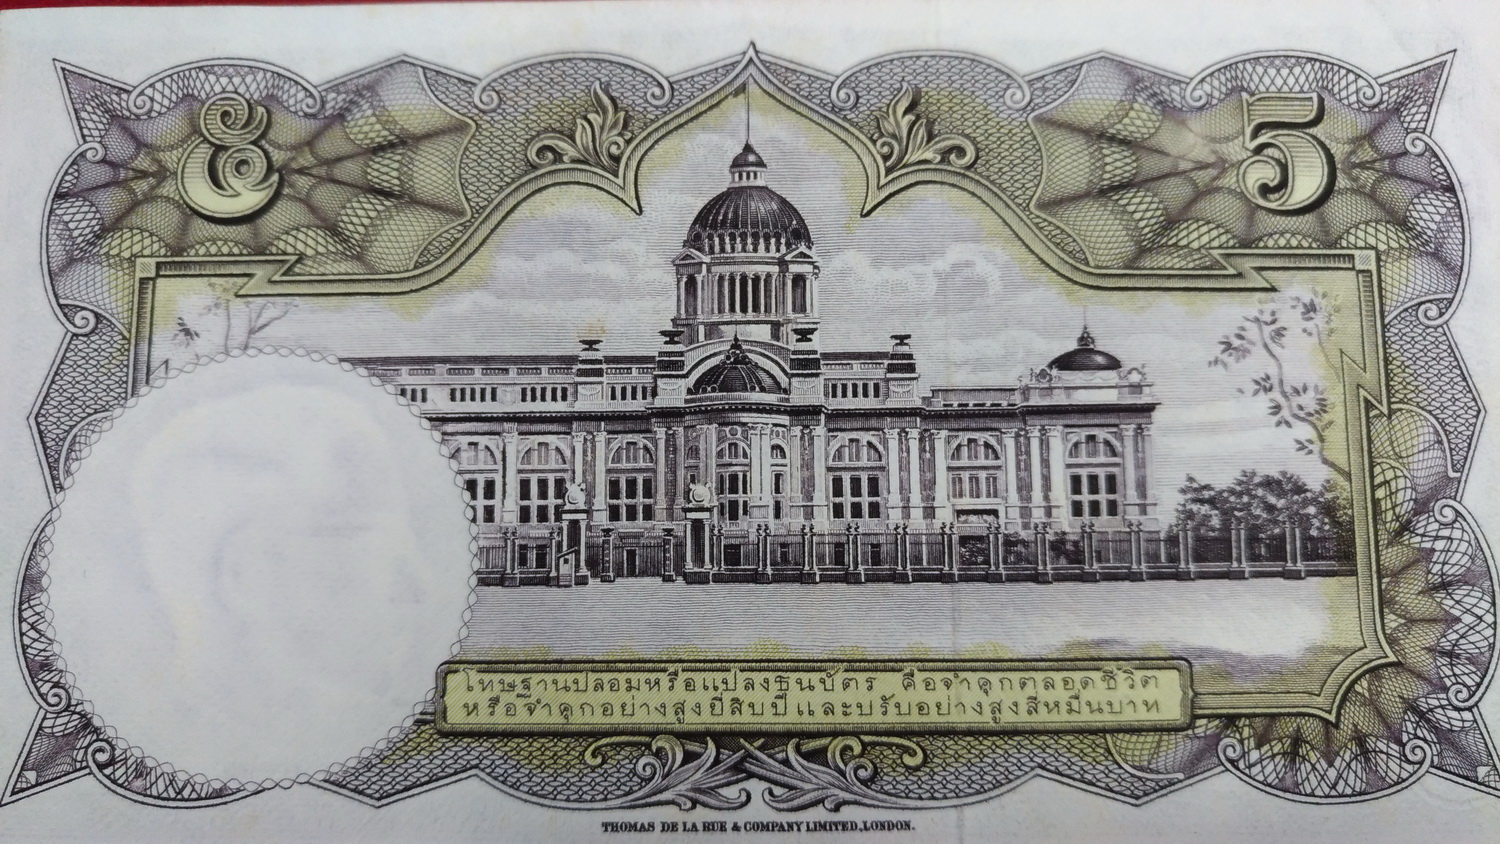 ๕
5
โทษฐานปลอมหรือแปลงธนบัตร คือจำคุกตลอดชีวิต
หรือจำคุกอย่างสูงยี่สิบปีและปรับอย่างสูงสี่หมื่นบาท
THOMAS DE LA RUE & COMPANY LIMITED, LONDON.